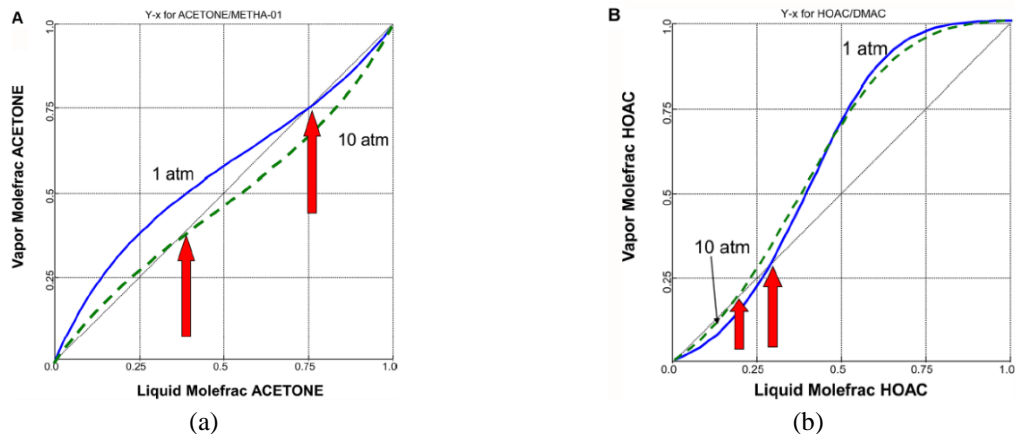 A
Y-x for ACETONE/METHA-01
Vapor Molefrac ACETONE
1.0
0.75
0.5
0.25
1 atm
10 atm
0.0
0.25
0.5
0.75
1.0
Liquid Molefrac ACETONE
(a)
B
Y-x for HOAC/DMAC
Vapor Molefrac HOAC
1.0
0.75
0.5
0.25
1 atm
10 atm
0.0
0.25
0.5
0.75
1.0
Liquid Molefrac HOAC
(b)